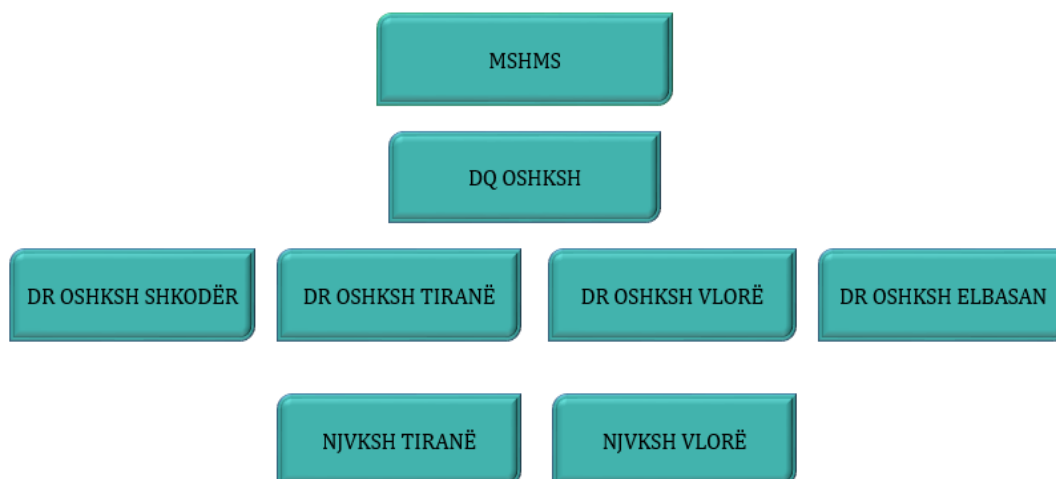 MSHMS
DQ OSHKSH
DR OSHKSH SHKODËR
DR OSHKSH TIRANË
DR OSHKSH VLORË
DR OSHKSH ELBASAN
NJVKSH TIRANË
NJVKSH VLORË